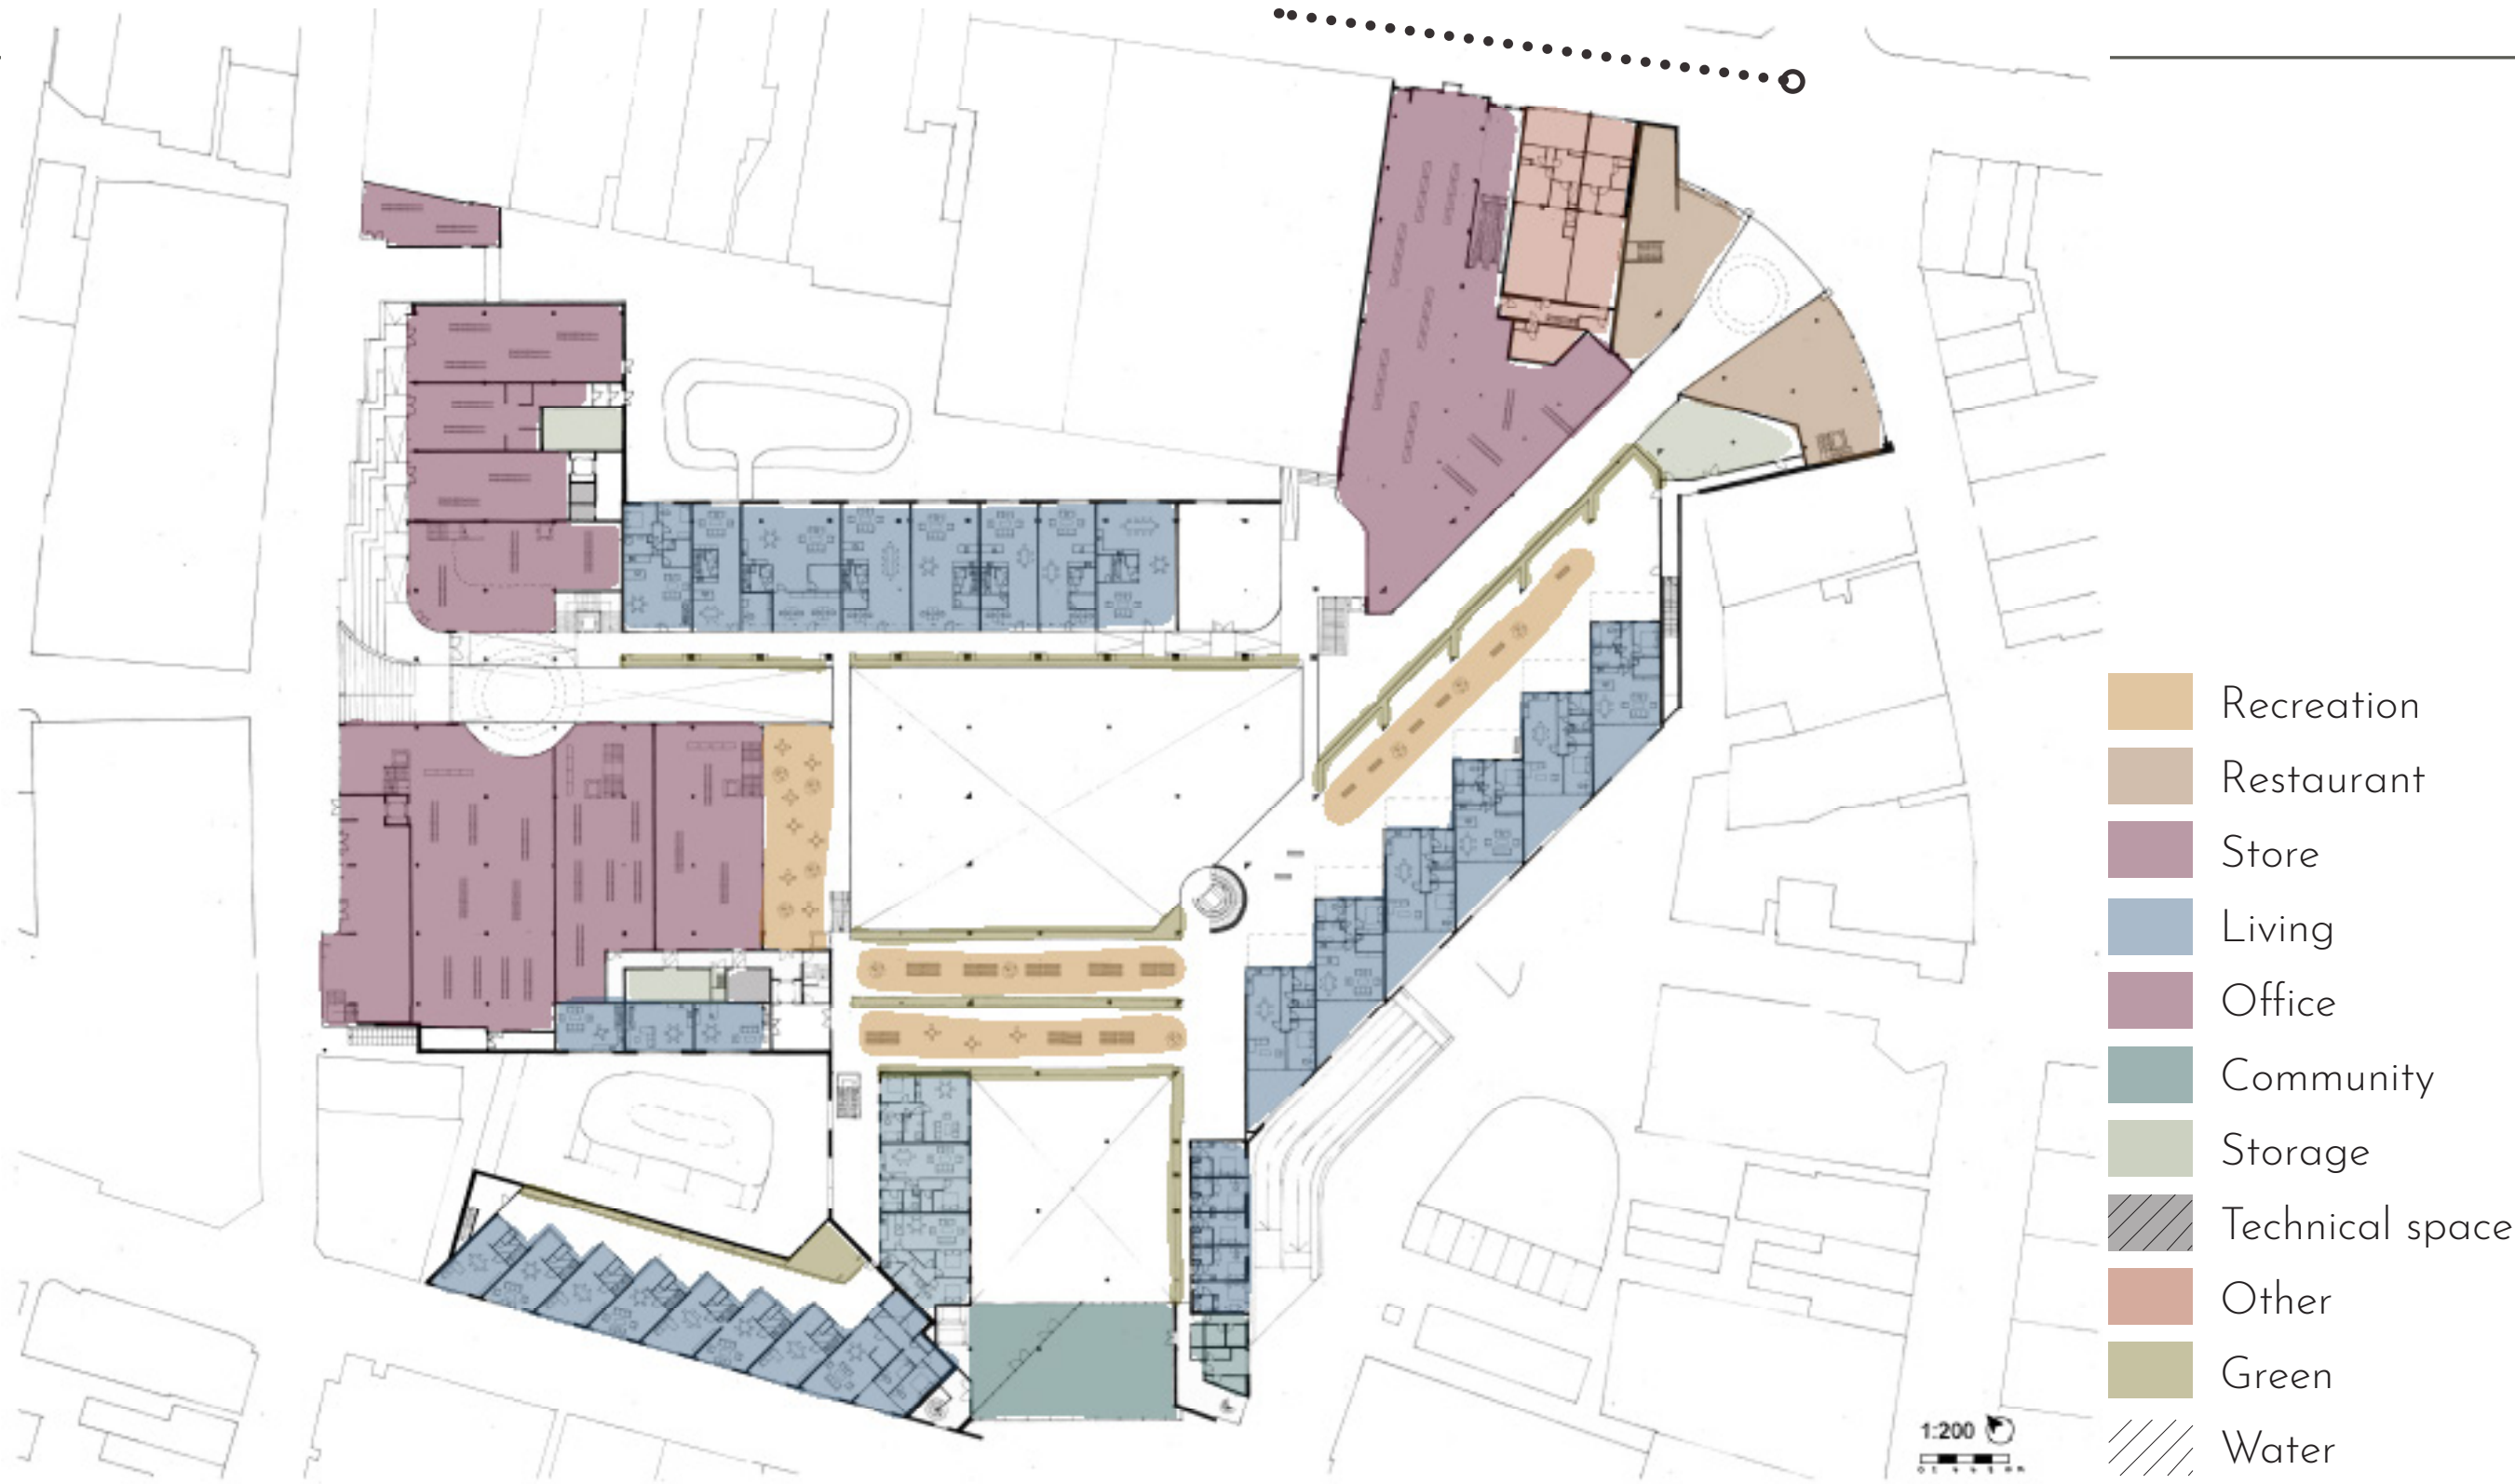 Recreation
Restaurant
Store
Living
Office
Community
Storage
Technical space
Other
Green
Water
1:200